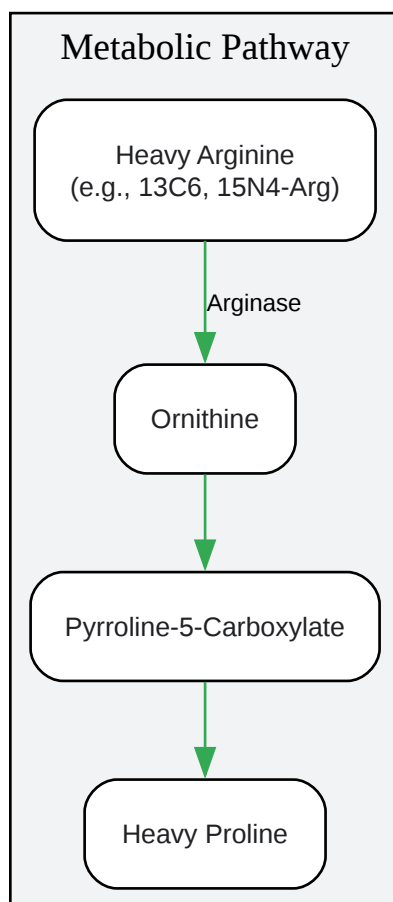 Metabolic Pathway
Heavy Arginine
(e.g., 13C6, 15N4-Arg)
Arginase
Ornithine
Pyrroline-5-Carboxylate
Heavy Proline